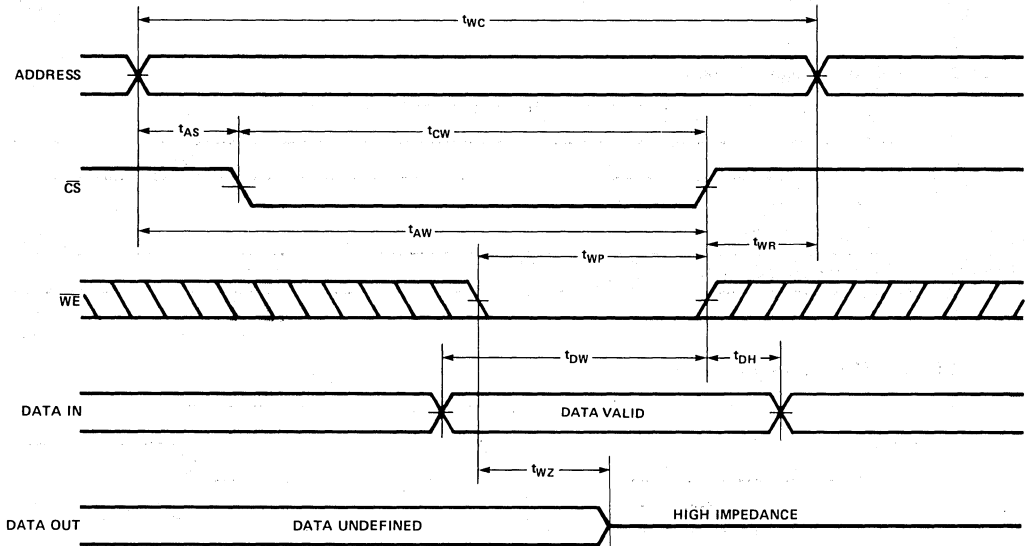 tWC
ADDRESS
tAS
tCW
CS
tAW
tWR
tWP
WE
tDW
tDH
DATA IN
DATA VALID
tWZ
DATA OUT
DATA UNDEFINED
HIGH IMPEDANCE